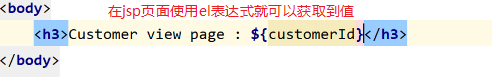 <body>
在jsp页面使用el表达式就可以获取到值
<h3>Customer view page : ${customerId}</h3>
</body>